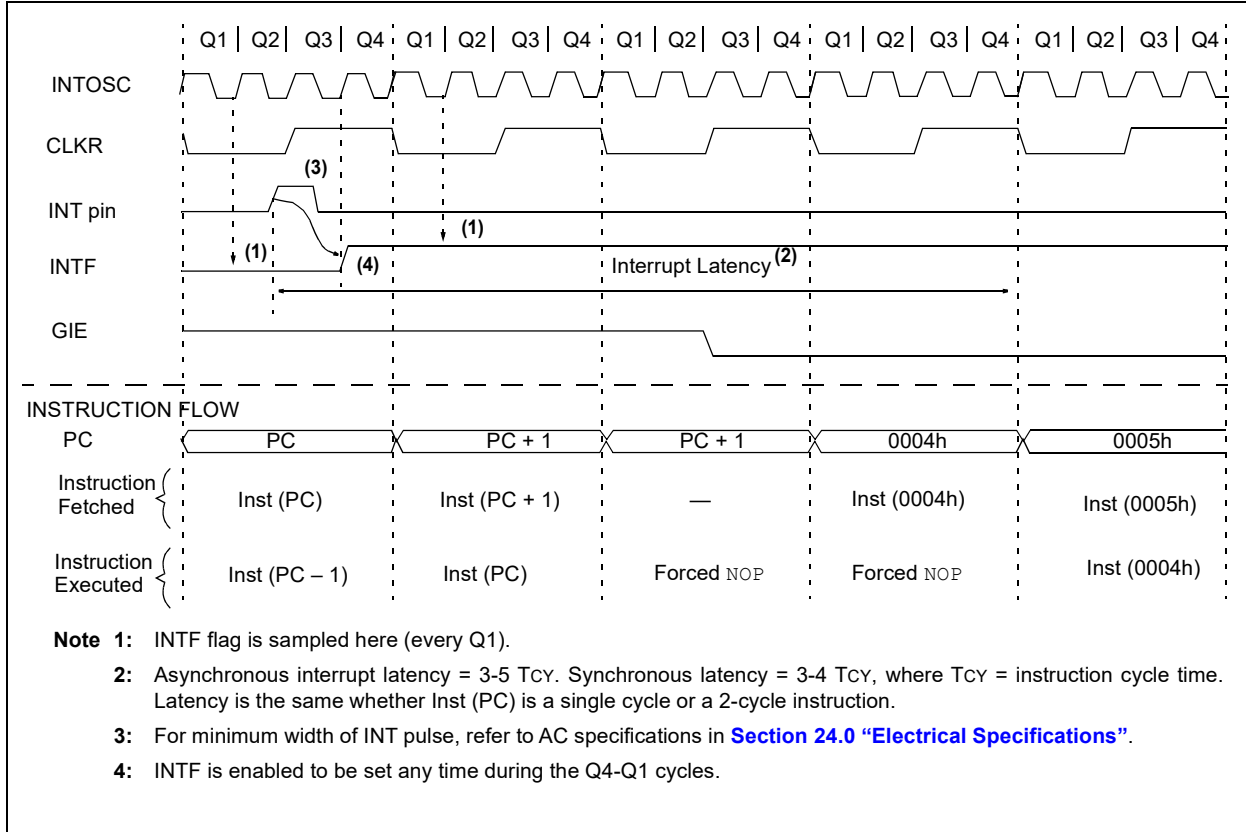 Q1 Q2 Q3 Q4 Q1 Q2 Q3 Q4 Q1 Q2 Q3 Q4 Q1 Q2 Q3 Q4 Q1 Q2 Q3 Q4
INTOSC
CLKR
(3)
INT pin
(1)
(1)
INTF
(4)
Interrupt Latency(2)
GIE
INSTRUCTION FLOW
PC PC PC + 1 PC + 1 0004h 0005h
Instruction
Fetched
Inst (PC) Inst (PC + 1) — Inst (0004h) Inst (0005h)
Instruction
Executed
Inst (PC – 1) Inst (PC) Forced NOP Forced NOP Inst (0004h)
Note 1: INTF flag is sampled here (every Q1).
2: Asynchronous interrupt latency = 3-5 TCY. Synchronous latency = 3-4 TCY, where TCY = instruction cycle time.
Latency is the same whether Inst (PC) is a single cycle or a 2-cycle instruction.
3: For minimum width of INT pulse, refer to AC specifications in Section 24.0 “Electrical Specifications”.
4: INTF is enabled to be set any time during the Q4-Q1 cycles.